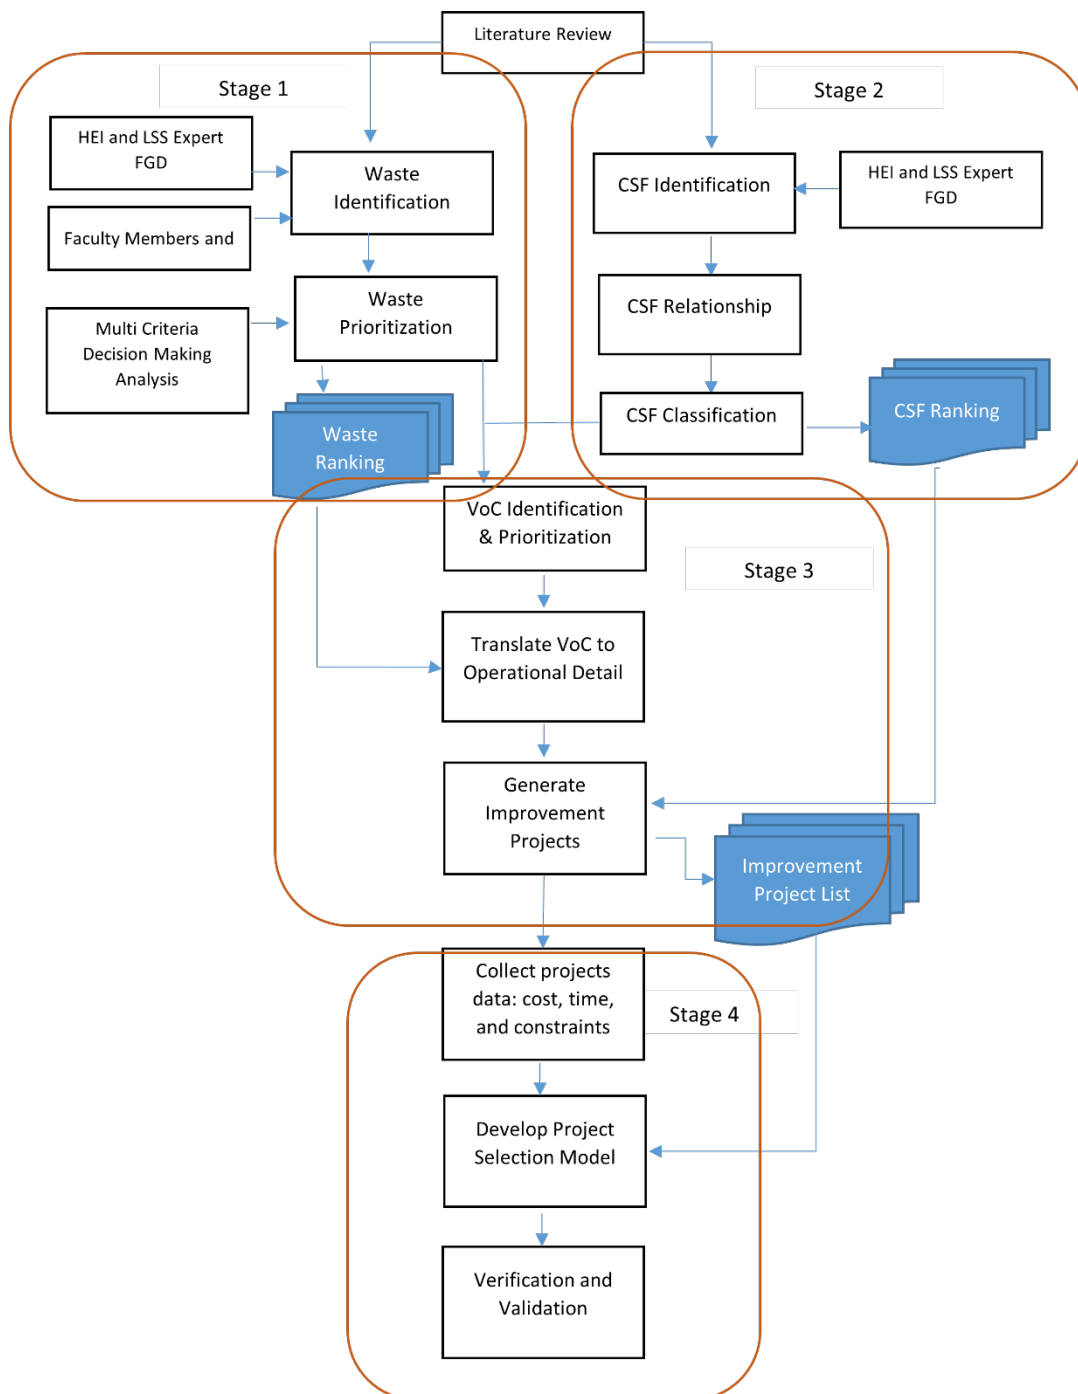 Literature Review
Stage 1
Stage 2
HEI and LSS Expert
FGD
Waste
Identification
Faculty Members and
Waste
Prioritization
Multi Criteria
Decision Making
Analysis
Waste
Ranking
CSF Identification
HEI and LSS Expert
FGD
CSF Relationship
CSF Classification
CSF Ranking
VoC Identification
& Prioritization
Stage 3
Translate VoC to
Operational Detail
Generate
Improvement
Projects
Improvement
Project List
Collect projects
data: cost, time,
and constraints
Stage 4
Develop Project
Selection Model
Verification and
Validation